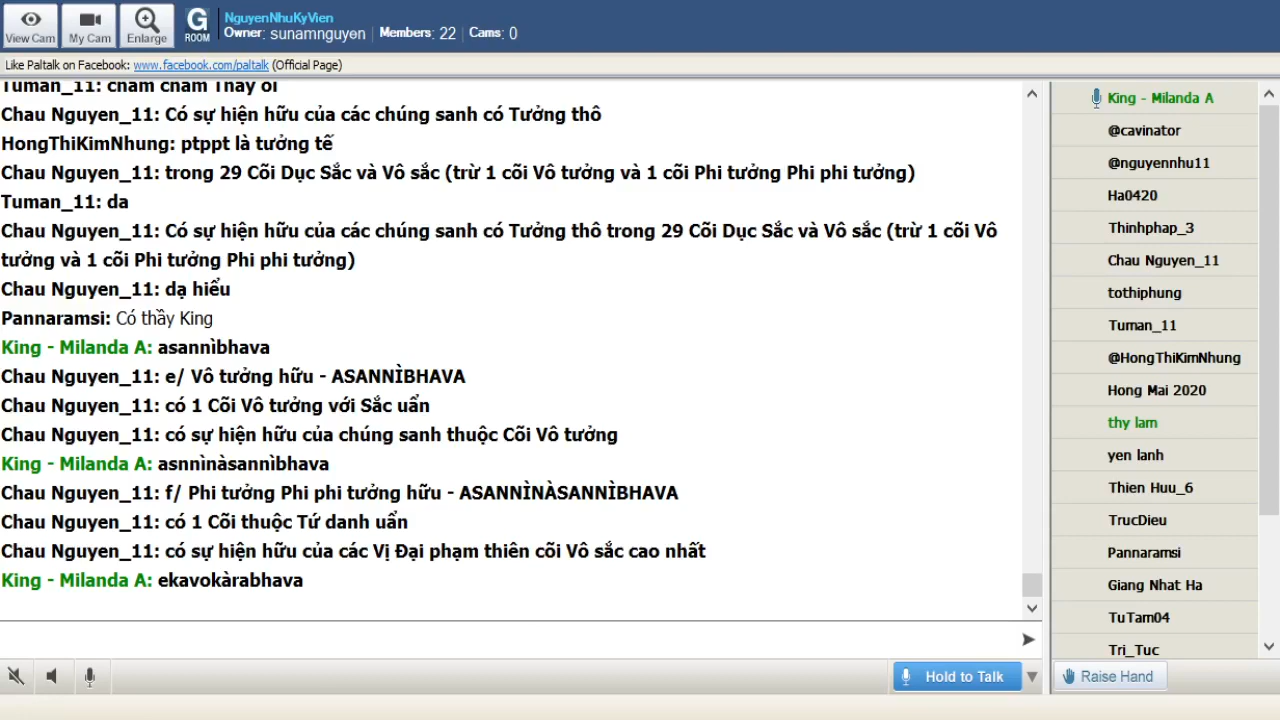 View Cam
My Cam
Enlarge
G
ROOM
NguyenNhuKyVien
Owner: sunamnguyen | Members: 22 | Cams: 0
Like Paltalk on Facebook: www.facebook.com/paltalk (Official Page)
Tuman_11: chấm chấm Thầy ơi
Chau Nguyen_11: Có sự hiện hữu của các chúng sanh có Tưởng thô
HongThiKimNhung: ptppt là tưởng tế
Chau Nguyen_11: trong 29 Cõi Dục Sắc và Vô sắc (trừ 1 cõi Vô tưởng và 1 cõi Phi tưởng Phi phi tưởng)
Tuman_11: da
Chau Nguyen_11: Có sự hiện hữu của các chúng sanh có Tưởng thô trong 29 Cõi Dục Sắc và Vô sắc (trừ 1 cõi Vô
tưởng và 1 cõi Phi tưởng Phi phi tưởng)
Chau Nguyen_11: dạ hiểu
Pannaramsi: Có thầy King
King - Milanda A: asannìbhava
Chau Nguyen_11: e/ Vô tưởng hữu - ASANNÌBHAVA
Chau Nguyen_11: có 1 Cõi Vô tưởng với Sắc uẩn
Chau Nguyen_11: có sự hiện hữu của chúng sanh thuộc Cõi Vô tưởng
King - Milanda A: asnnìnàsannìbhava
Chau Nguyen_11: f/ Phi tưởng Phi phi tưởng hữu - ASANNÌNÀSANNÌBHAVA
Chau Nguyen_11: có 1 Cõi thuộc Tứ danh uẩn
Chau Nguyen_11: có sự hiện hữu của các Vị Đại phạm thiên cõi Vô sắc cao nhất
King - Milanda A: ekavokàrabhava
Hold to Talk
King - Milanda A
@cavinator
@nguyennhu11
Ha0420
Thinhphap_3
Chau Nguyen_11
tothiphung
Tuman_11
@HongThiKimNhung
Hong Mai 2020
thy lam
yen lanh
Thien Huu_6
TrucDieu
Pannaramsi
Giang Nhat Ha
TuTam04
Tri_Tuc
Raise Hand